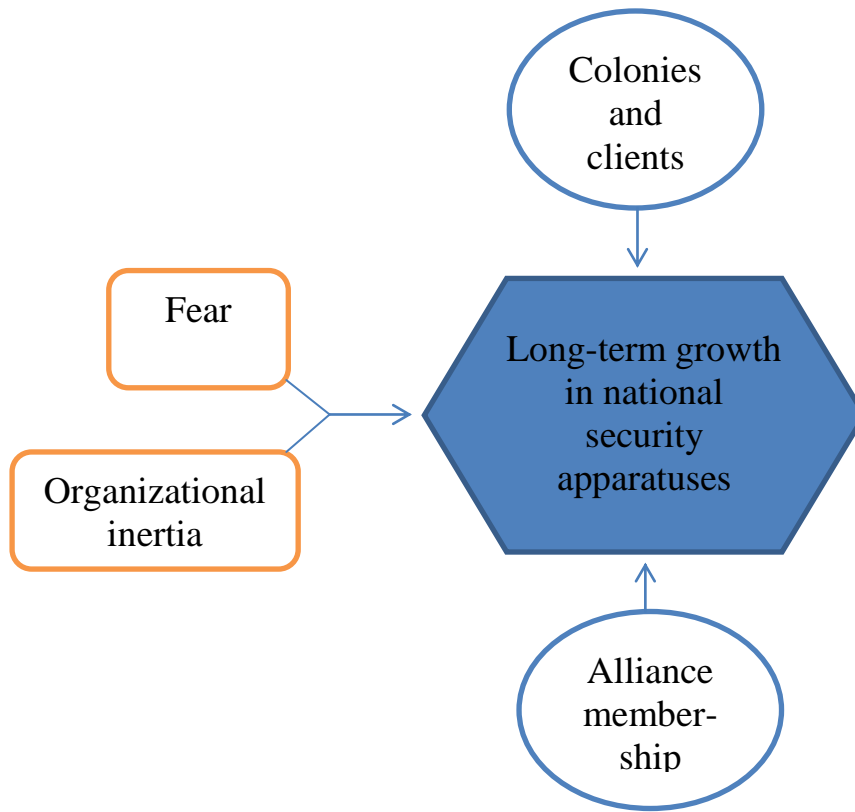 Colonies
and
clients
Fear
Long-term growth
in national
security
apparatuses
Organizational
inertia
Alliance
member-
ship